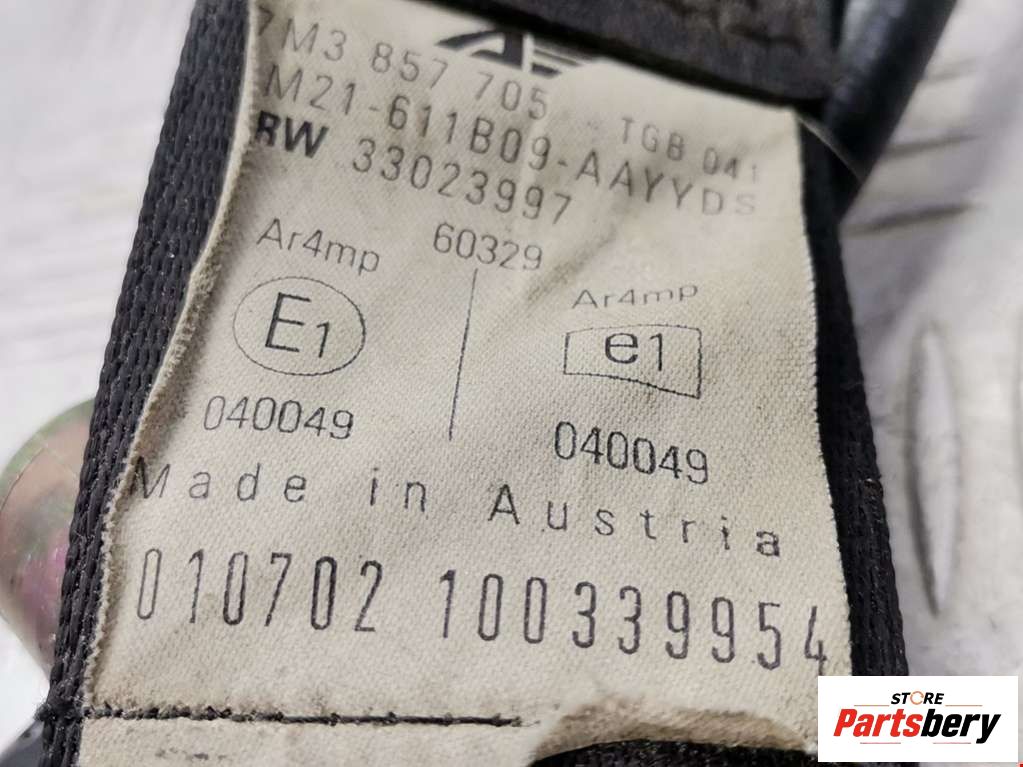 7M3 857 705 TGB 041
M21-611B09-AAYYDS
RW 33023997
60329
Ar4mp
E1
040049
Ar4mp
e1
040049
Made in Austria
010702 100339954
STORE
Partsbery